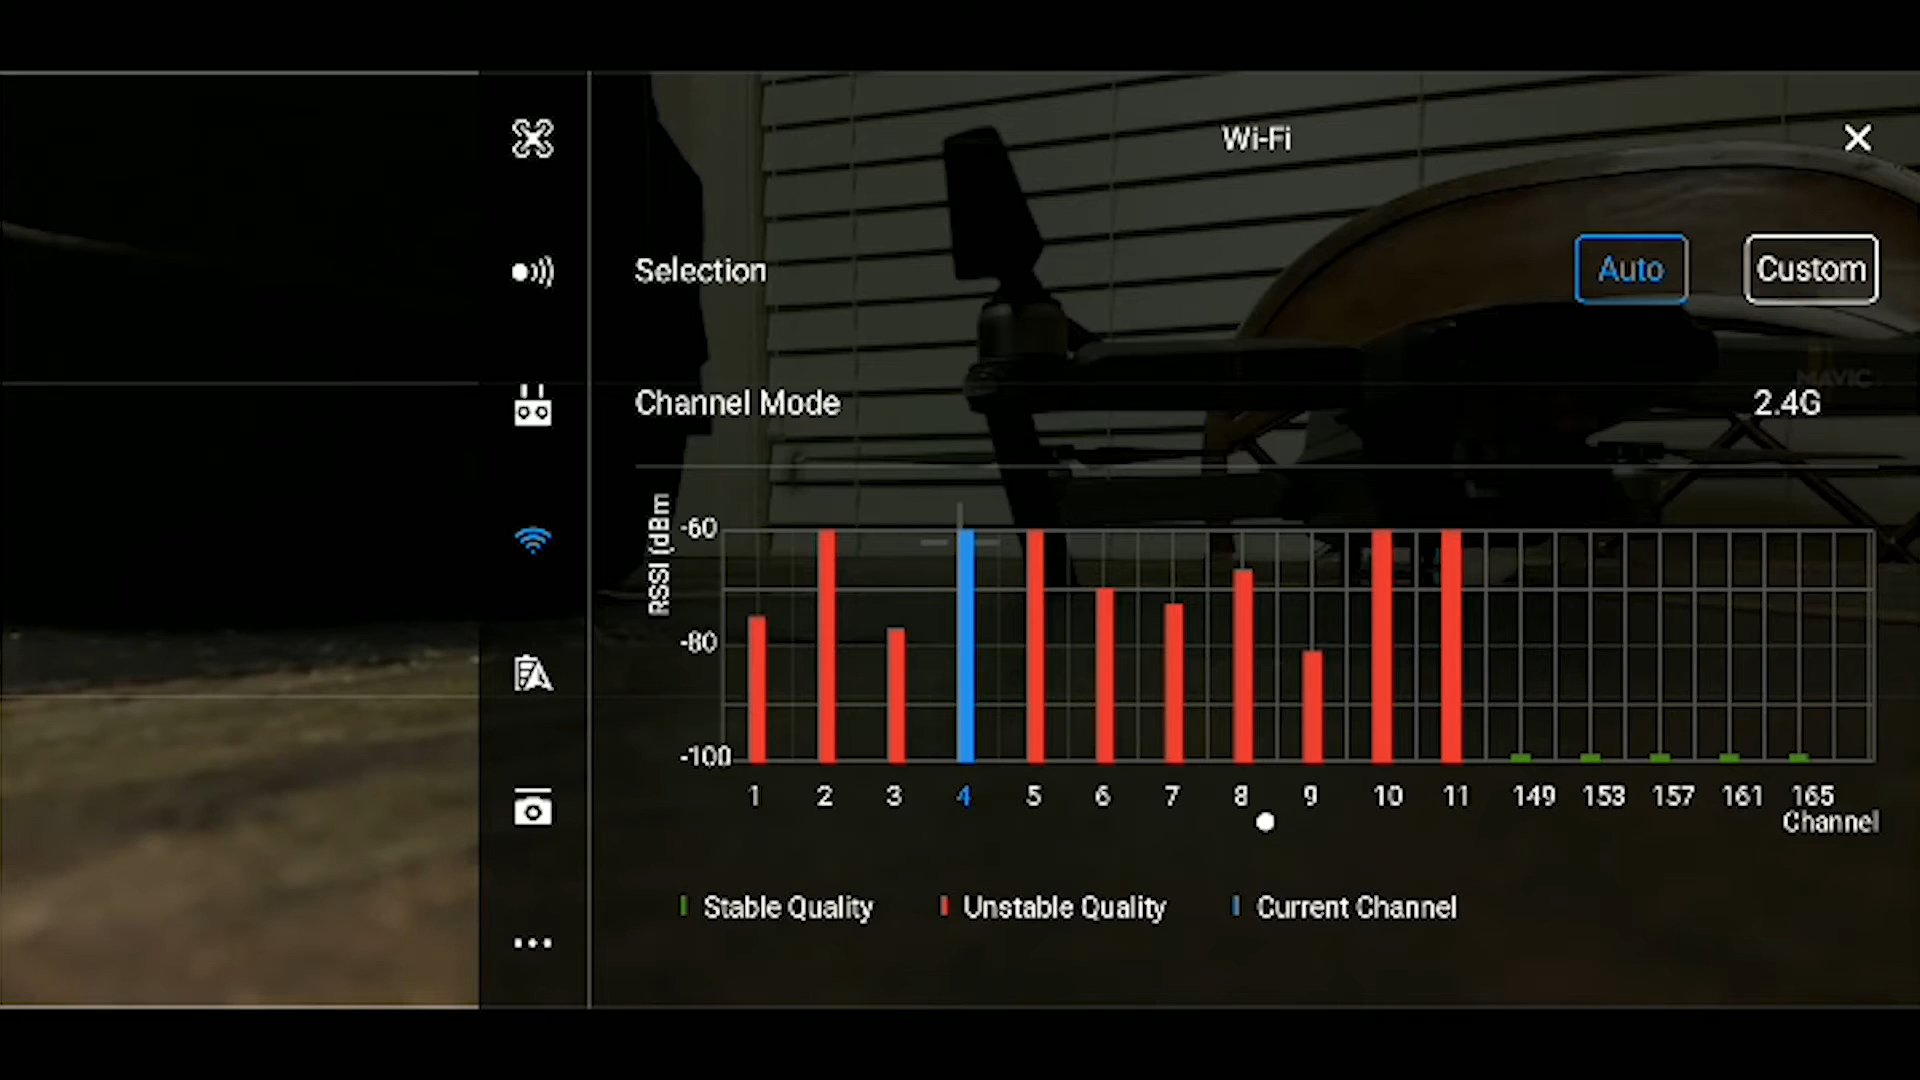 Wi-Fi
Selection
Auto
Custom
MAVIC
Channel Mode
2.4G
RSSI (dBm
-60
-80
-100
1 2 3 4 5 6 7 8 9 10 11 149 153 157 161 165
Channel
Stable Quality
Unstable Quality
Current Channel